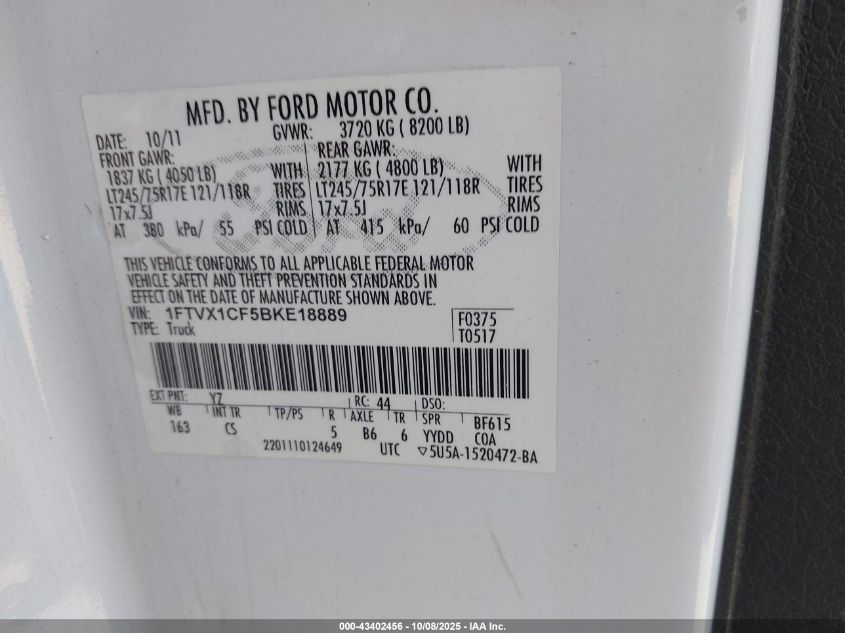 MFD. BY FORD MOTOR CO.
DATE: 10/11 GVWR: 3720 KG ( 8200 LB)
FRONT GAWR: REAR GAWR:
1837 KG ( 4050 LB) WITH 2177 KG ( 4800 LB) WITH
LT245/75R17E 121/118R TIRES LT245/75R17E 121/118R TIRES
17x7.5J RIMS 17x7.5J RIMS
AT 380 kPa/ 55 PSI COLD AT 415 kPa/ 60 PSI COLD
THIS VEHICLE CONFORMS TO ALL APPLICABLE FEDERAL MOTOR
VEHICLE SAFETY AND THEFT PREVENTION STANDARDS IN
EFFECT ON THE DATE OF MANUFACTURE SHOWN ABOVE.
VIN: 1FTVX1CF5BKE18889 F0375
TYPE: Truck T0517
EXT PNT: YZ RC: 44 DSO:
WB INT TR TP/PS R AXLE TR SPR BF615
163 CS 5 B6 6 YYDD COA
2201110124649 UTC ▽5U5A-1520472-BA
000-43402456 - 10/08/2025 - IAA Inc.